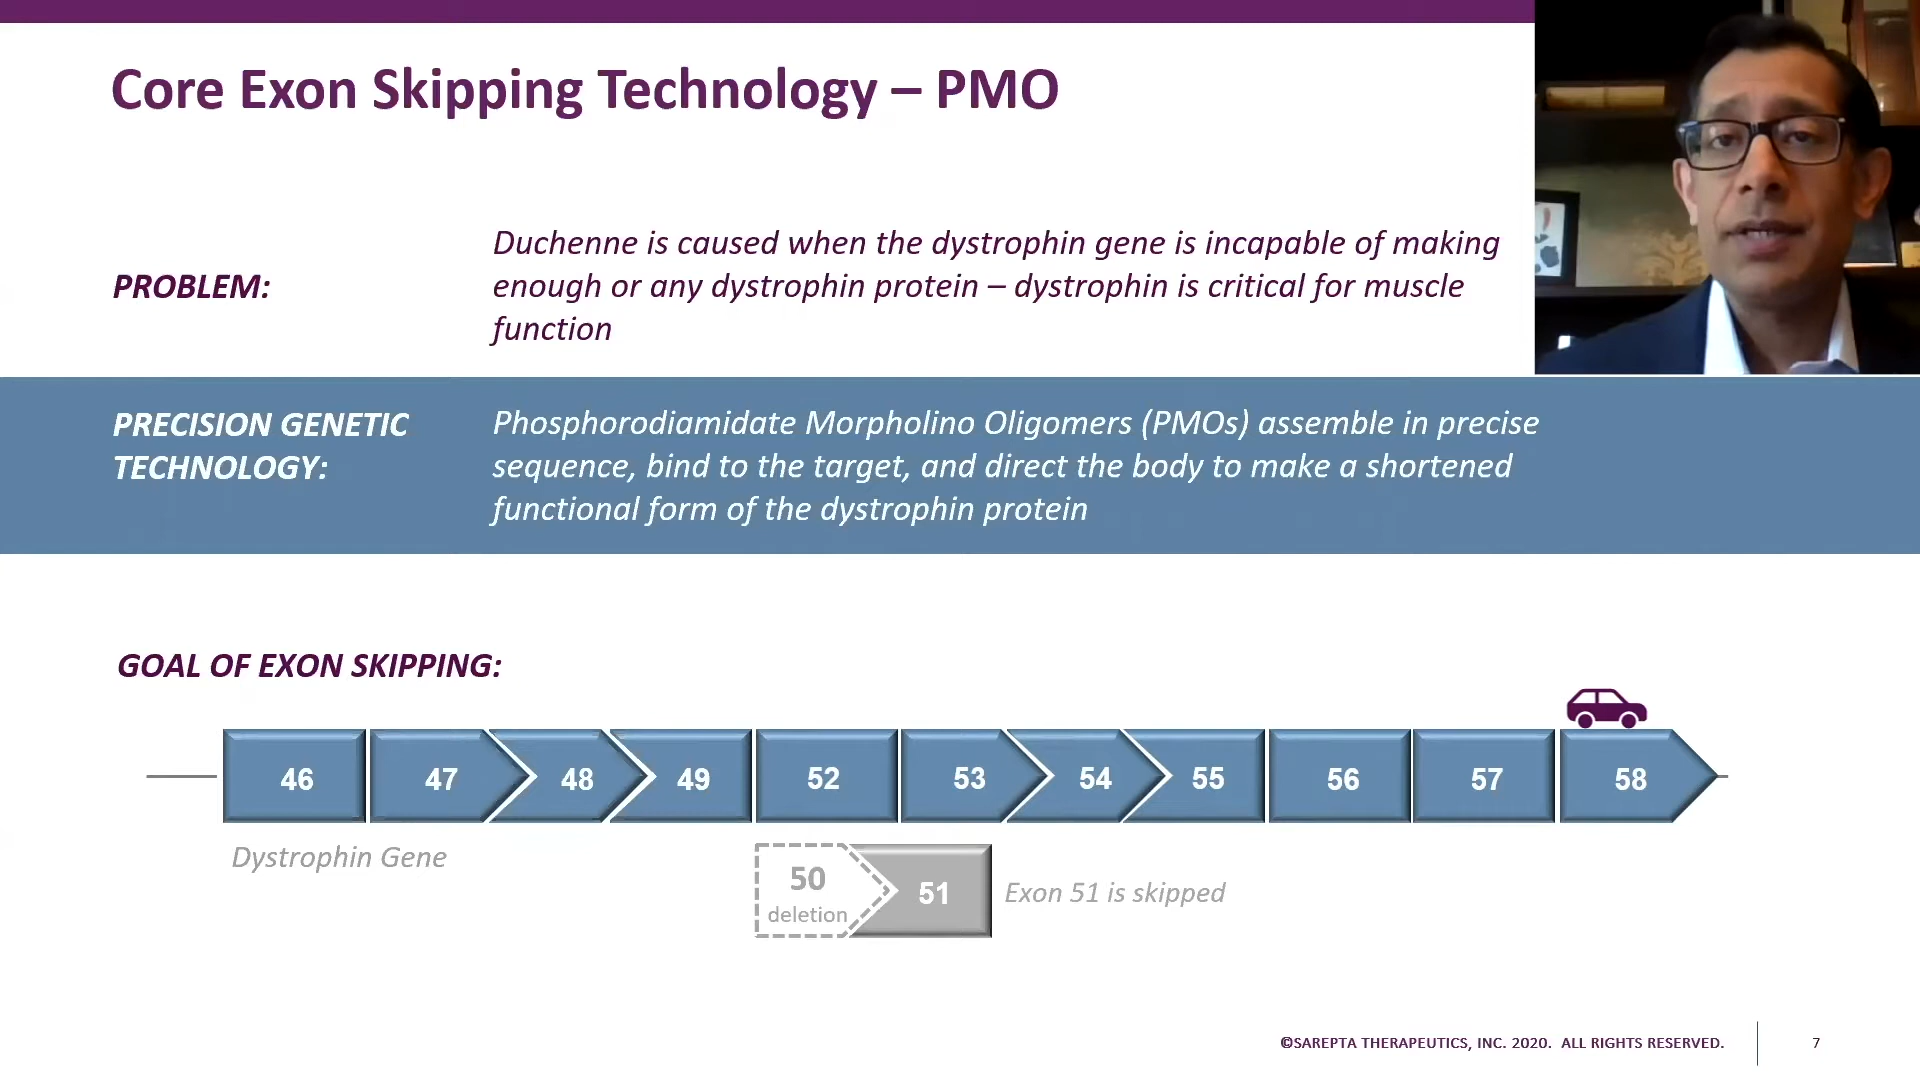 Core Exon Skipping Technology – PMO
PROBLEM:
Duchenne is caused when the dystrophin gene is incapable of making
enough or any dystrophin protein – dystrophin is critical for muscle
function
PRECISION GENETIC
TECHNOLOGY:
Phosphorodiamidate Morpholino Oligomers (PMOs) assemble in precise
sequence, bind to the target, and direct the body to make a shortened
functional form of the dystrophin protein
GOAL OF EXON SKIPPING:
46 47 48 49 52 53 54 55 56 57 58
Dystrophin Gene
50
deletion
51
Exon 51 is skipped
©SAREPTA THERAPEUTICS, INC. 2020. ALL RIGHTS RESERVED.
7